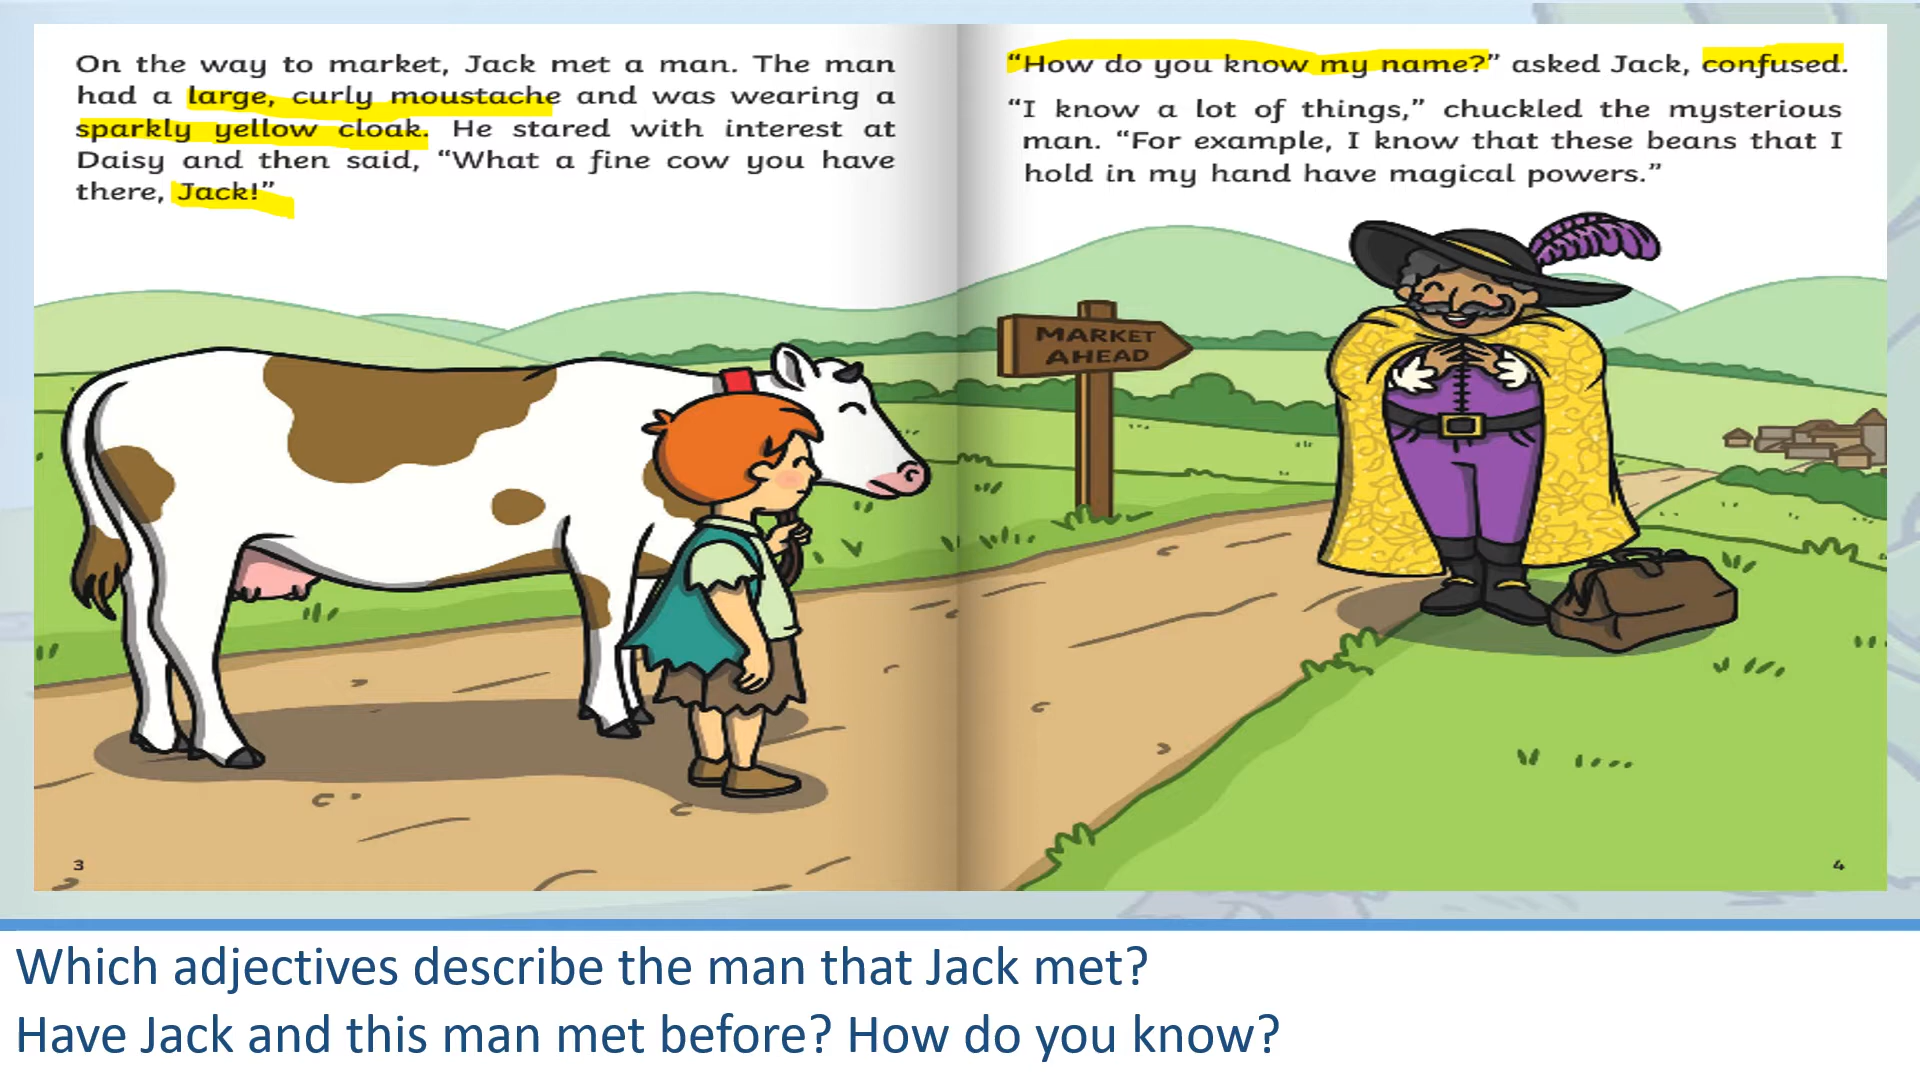 On the way to market, Jack met a man. The man
had a large, curly moustache and was wearing a
sparkly yellow cloak. He stared with interest at
Daisy and then said, “What a fine cow you have
there, Jack!”
“How do you know my name?” asked Jack, confused.
“I know a lot of things,” chuckled the mysterious
man. “For example, I know that these beans that I
hold in my hand have magical powers.”
MARKET
AHEAD
3
4
Which adjectives describe the man that Jack met?
Have Jack and this man met before? How do you know?